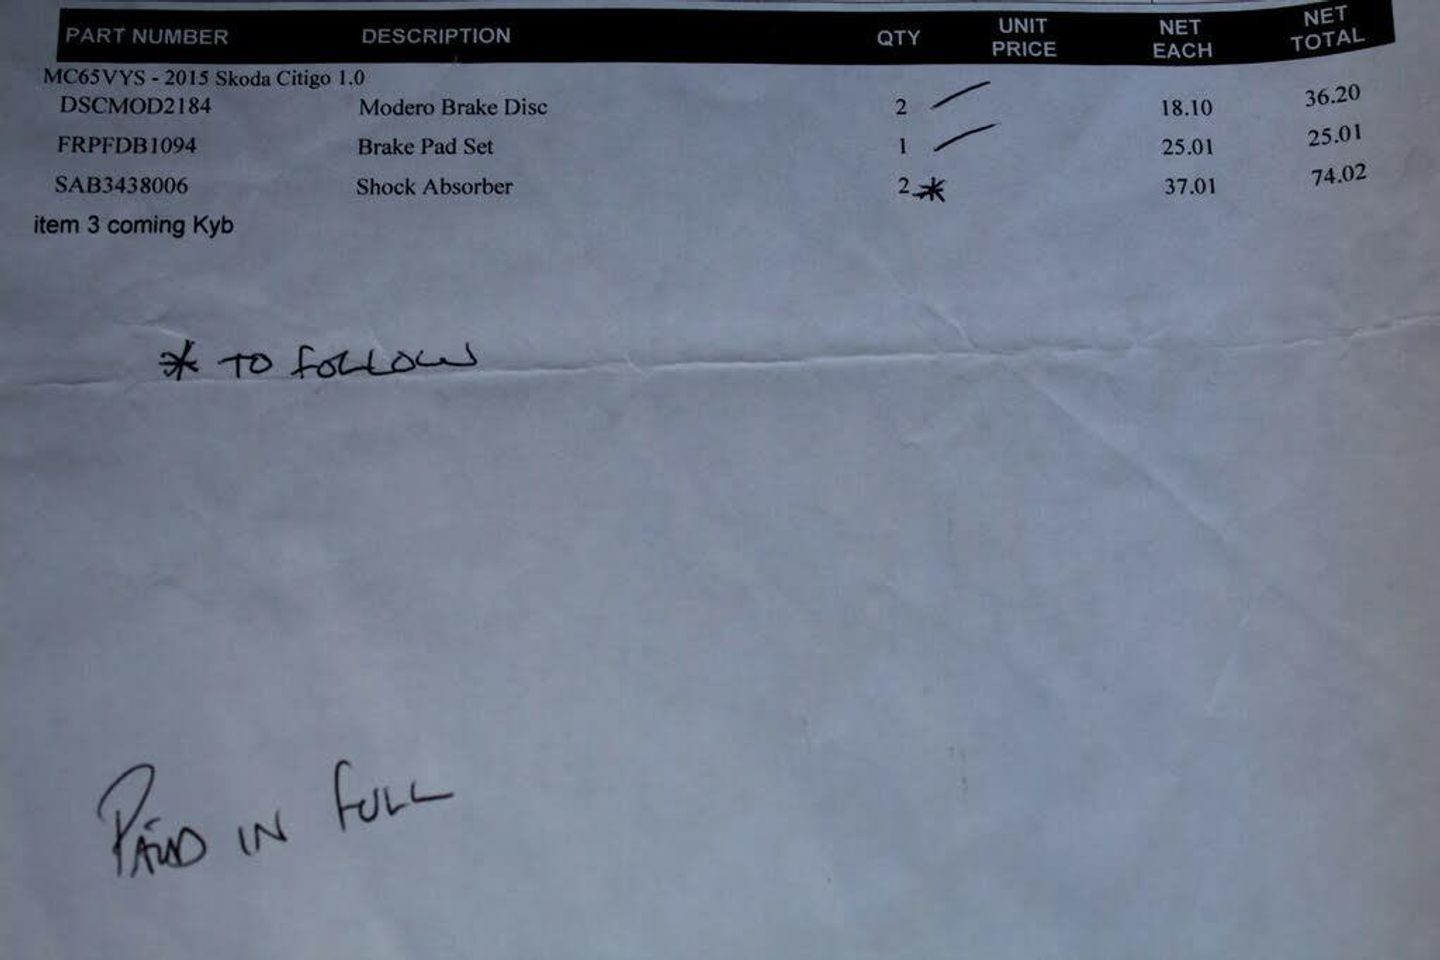 PART NUMBER DESCRIPTION QTY UNIT PRICE NET EACH NET TOTAL
MC65VYS - 2015 Skoda Citigo 1.0
DSCMOD2184 Modero Brake Disc 2 18.10 36.20
FRPFDB1094 Brake Pad Set 1 25.01 25.01
SAB3438006 Shock Absorber 2 * 37.01 74.02
item 3 coming Kyb
* TO FOLLOW
PAID IN FULL